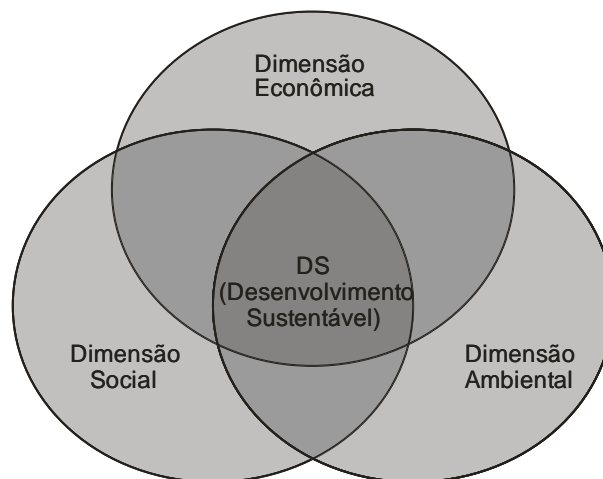 Dimensão
Econômica
DS
(Desenvolvimento
Sustentável)
Dimensão
Social
Dimensão
Ambiental